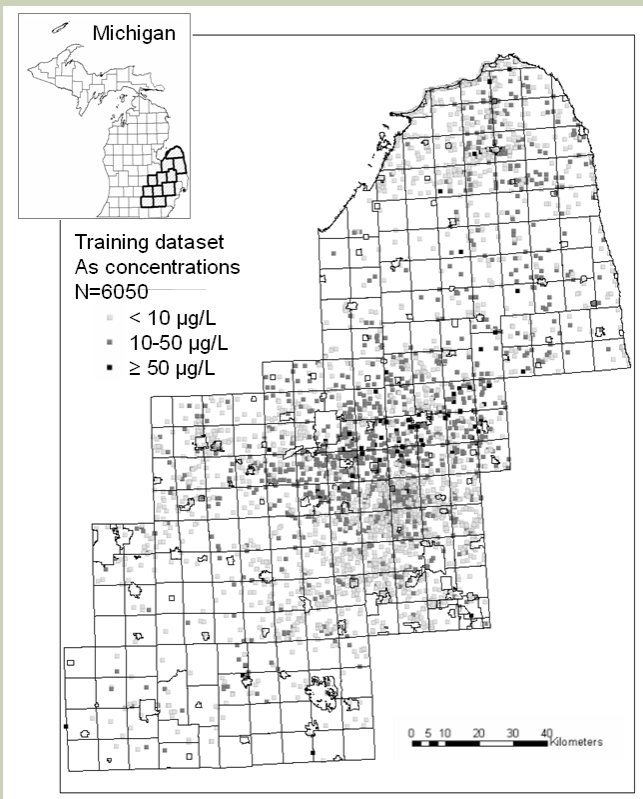 Michigan
Training dataset
As concentrations
N=6050
< 10 µg/L
10-50 µg/L
≥ 50 µg/L
0 5 10 20 30 40 Kilometers